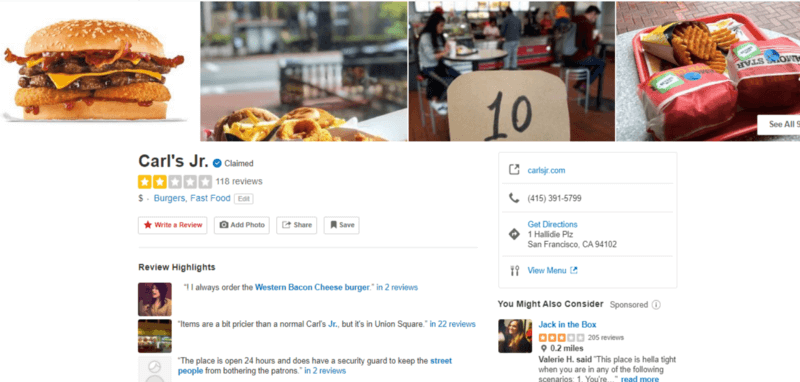 10
See All 5
Carl's Jr. Claimed
118 reviews
$ · Burgers, Fast Food Edit
Write a Review Add Photo Share Save
Review Highlights
"I I always order the Western Bacon Cheese burger." in 2 reviews
"Items are a bit pricier than a normal Carl's Jr., but it's in Union Square." in 22 reviews
"The place is open 24 hours and does have a security guard to keep the street
people from bothering the patrons." in 2 reviews
carlsjr.com
(415) 391-5799
Get Directions
1 Hallidie Plz
San Francisco, CA 94102
View Menu
You Might Also Consider Sponsored
Jack in the Box
205 reviews
0.2 miles
Valerie H. said "This place is hella tight
when you are in any of the following
scenarios: 1. You're…" read more